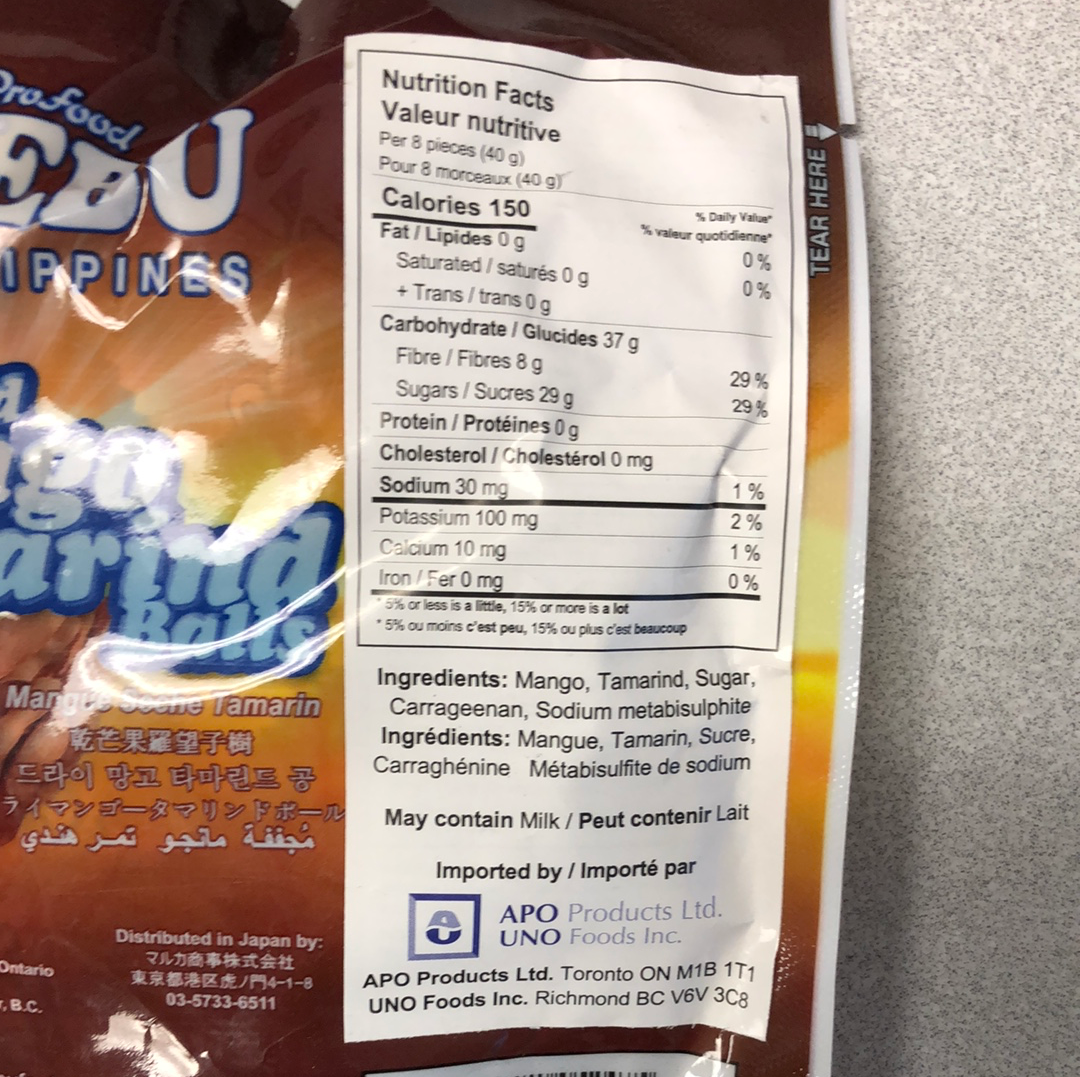 ProFood
EBU
IPPINES
TEAR HERE
arind
Balls
Mangue Séché Tamarin
乾芒果羅望子樹
드라이 망고 타마린드 공
ライマンゴータマリンドボール
مُجففة مانجو تمر هندي
Distributed in Japan by:
マルカ商事株式会社
東京都港区虎ノ門4-1-8
03-5733-6511
Ontario
, B.C.
Nutrition Facts
Valeur nutritive
Per 8 pieces (40 g)
Pour 8 morceaux (40 g)
Calories 150
% Daily Value*
% valeur quotidienne*
Fat / Lipides 0 g 0 %
Saturated / saturés 0 g 0 %
+ Trans / trans 0 g
Carbohydrate / Glucides 37 g
Fibre / Fibres 8 g 29 %
Sugars / Sucres 29 g 29 %
Protein / Protéines 0 g
Cholesterol / Cholestérol 0 mg
Sodium 30 mg 1 %
Potassium 100 mg 2 %
Calcium 10 mg 1 %
Iron / Fer 0 mg 0 %
* 5% or less is a little, 15% or more is a lot
* 5% ou moins c'est peu, 15% ou plus c'est beaucoup
Ingredients: Mango, Tamarind, Sugar,
Carrageenan, Sodium metabisulphite
Ingrédients: Mangue, Tamarin, Sucre,
Carraghénine Métabisulfite de sodium
May contain Milk / Peut contenir Lait
Imported by / Importé par
APO Products Ltd.
UNO Foods Inc.
APO Products Ltd. Toronto ON M1B 1T1
UNO Foods Inc. Richmond BC V6V 3C8